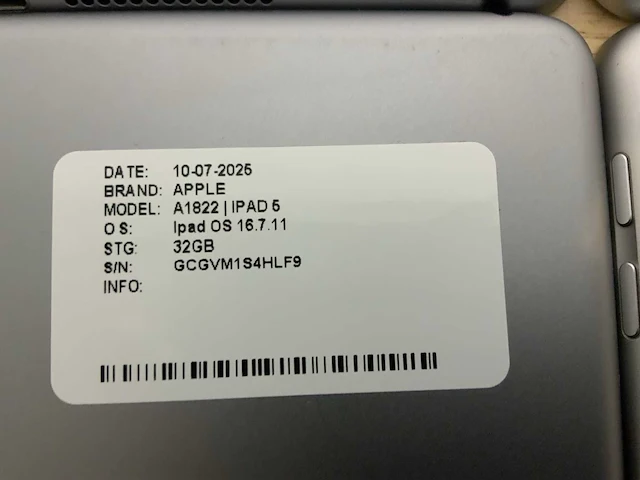 DATE: 10-07-2025
BRAND: APPLE
MODEL: A1822 | IPAD 5
O S: Ipad OS 16.7.11
STG: 32GB
S/N: GCGVM1S4HLF9
INFO: